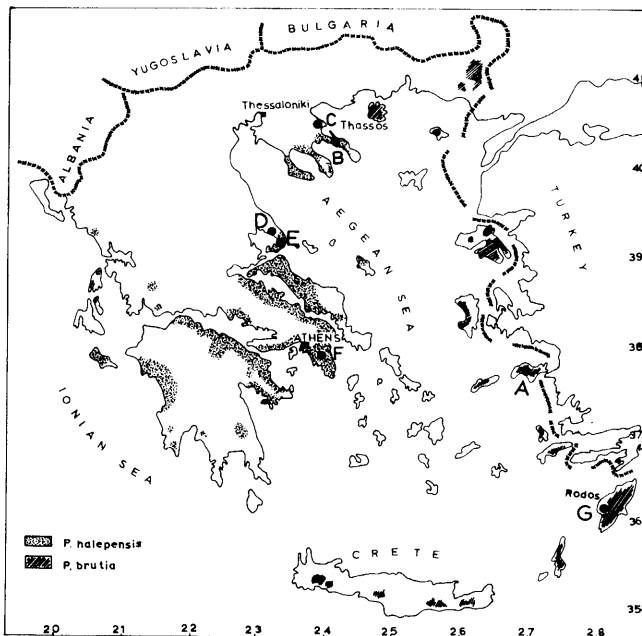 BULGARIA
YUGOSLAVIA
ALBANIA
Thessaloniki
C
Thassos
B
AEGEAN SEA
TURKEY
D
E
ATHENS
F
A
IONIAN SEA
Rodos
G
P. halepensis
P. brutia
CRETE
41
40
39
38
37
36
35
20 21 22 23 24 25 26 27 28